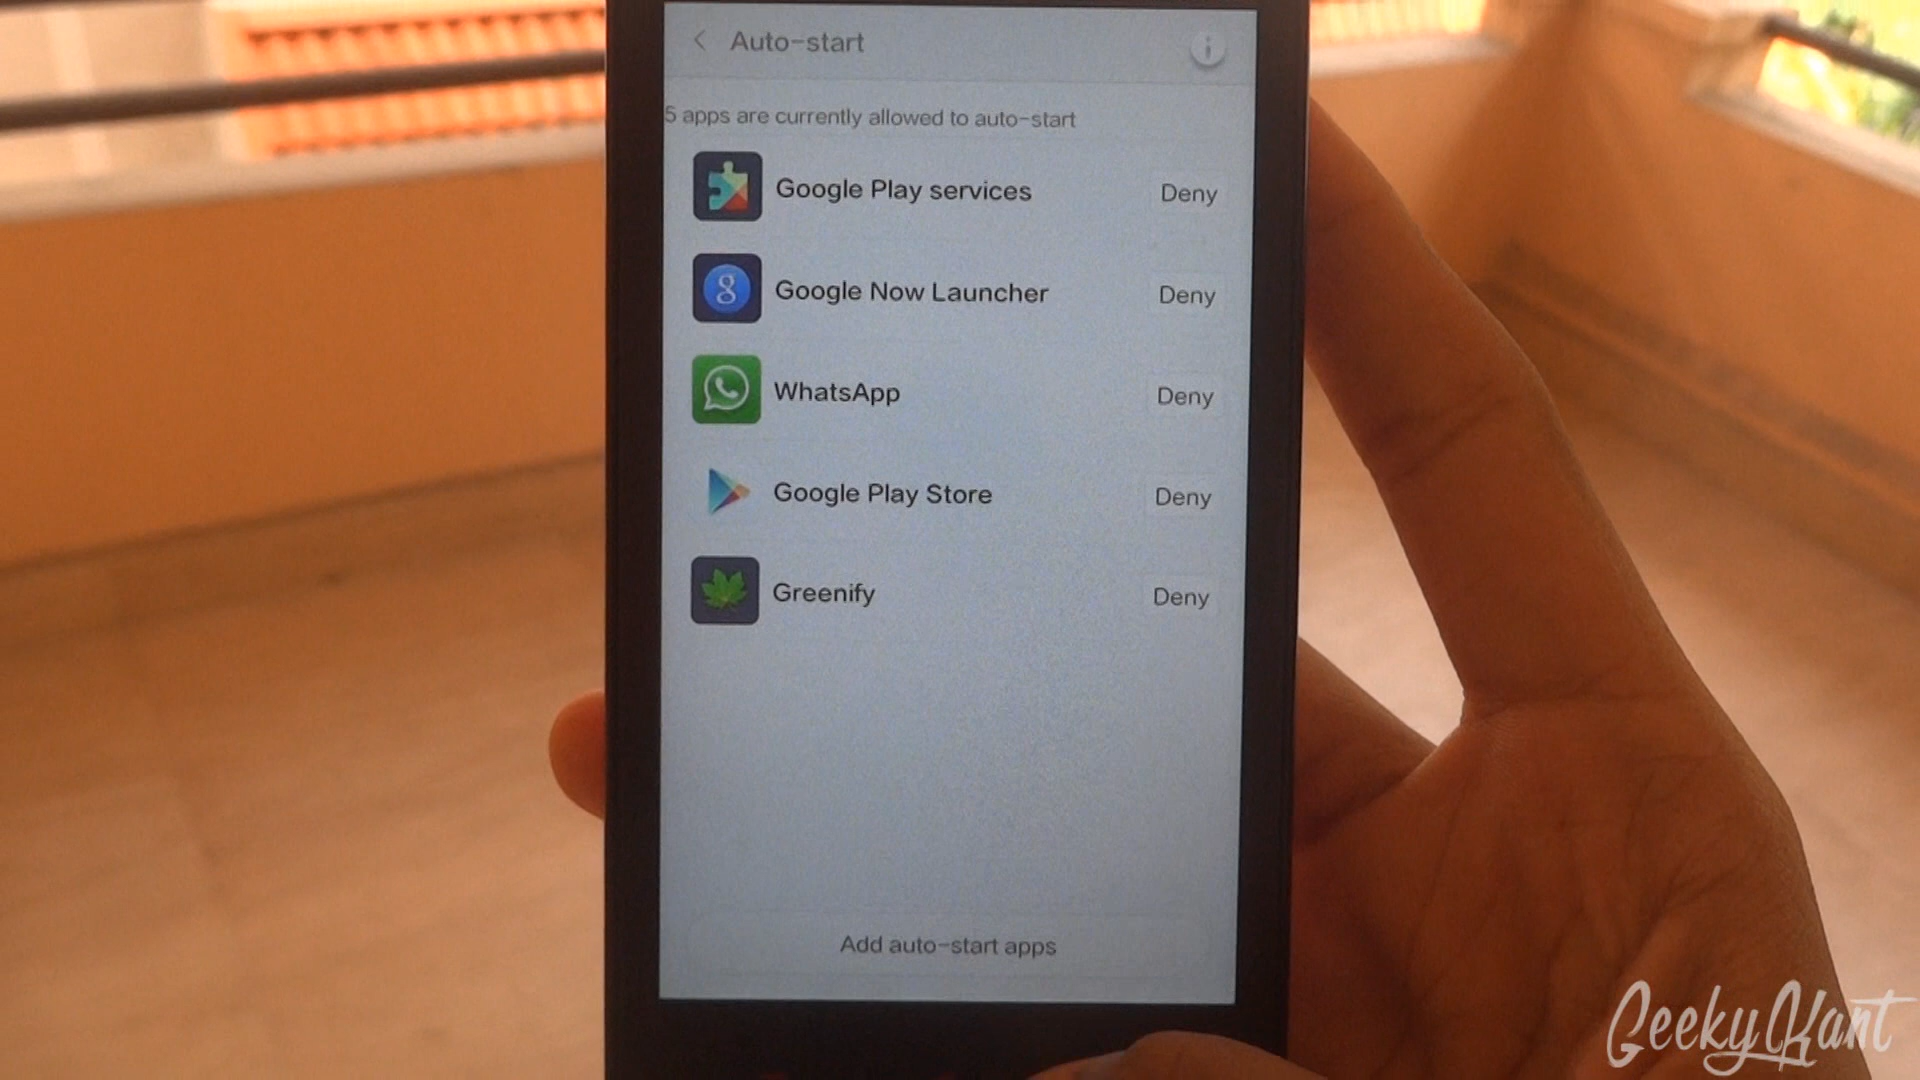 Auto-start
5 apps are currently allowed to auto-start
Google Play services Deny
Google Now Launcher Deny
WhatsApp Deny
Google Play Store Deny
Greenify Deny
Add auto-start apps
GeekyKant